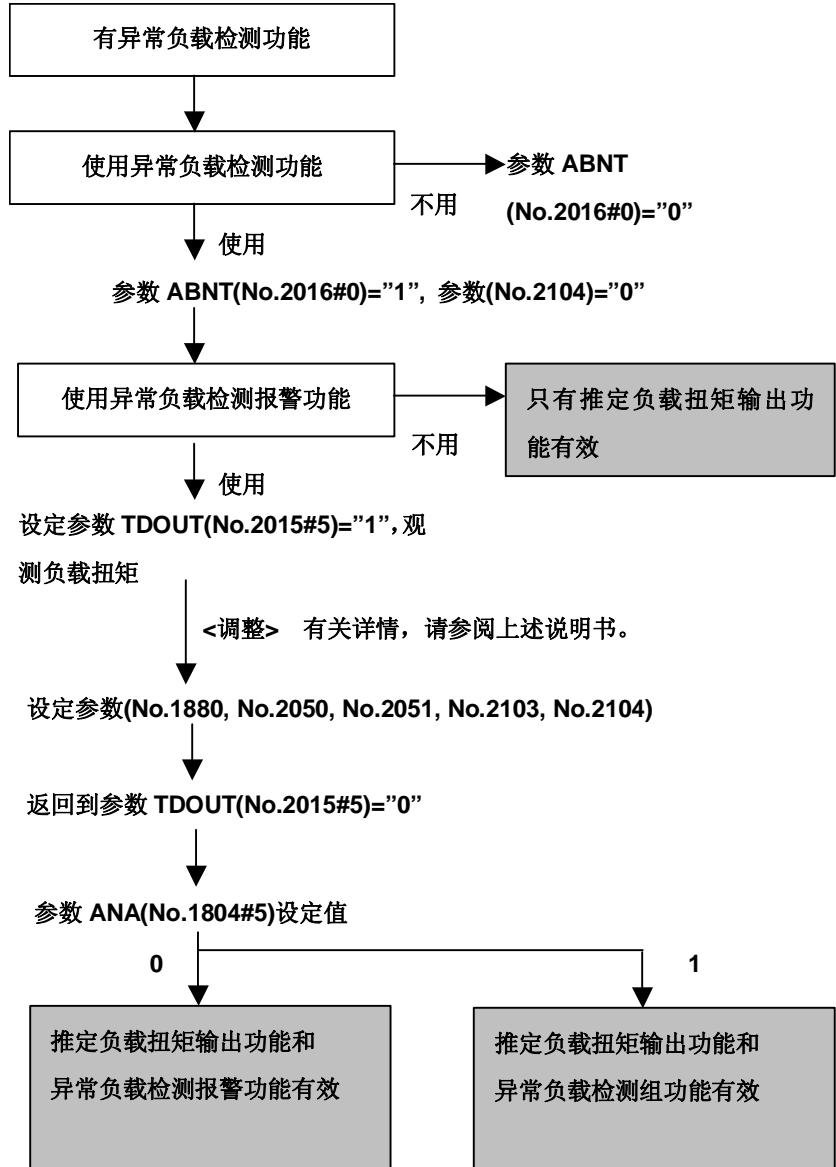 有异常负载检测功能
使用异常负载检测功能
参数 ABNT
(No.2016#0)=”0”
不用
使用
参数 ABNT(No.2016#0)=”1”, 参数(No.2104)=”0”
使用异常负载检测报警功能
只有推定负载扭矩输出功
能有效
不用
使用
设定参数 TDOUT(No.2015#5)=”1”，观
测负载扭矩
<调整> 有关详情，请参阅上述说明书。
设定参数(No.1880, No.2050, No.2051, No.2103, No.2104)
返回到参数 TDOUT(No.2015#5)=”0”
参数 ANA(No.1804#5)设定值
0
1
推定负载扭矩输出功能和
异常负载检测报警功能有效
推定负载扭矩输出功能和
异常负载检测组功能有效